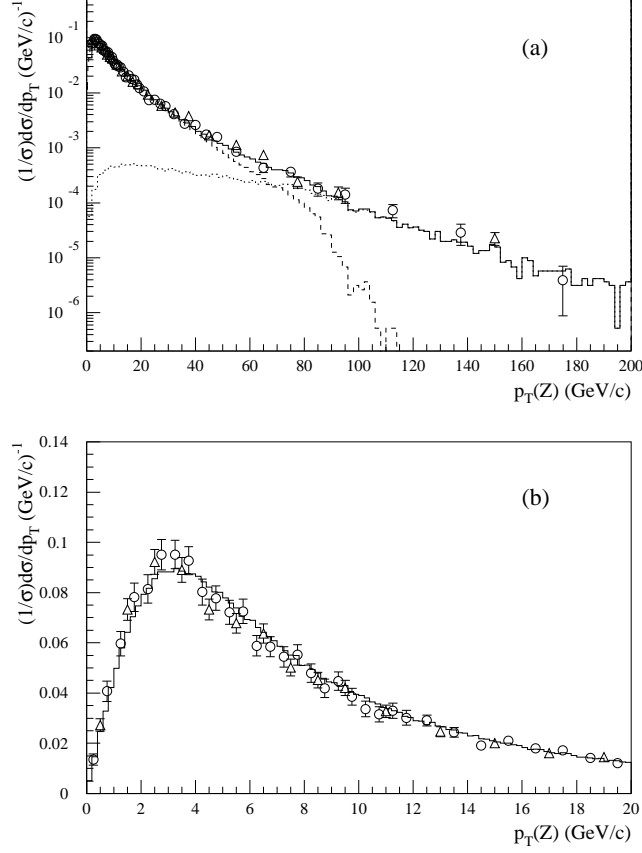 (a)
(1/σ)dσ/dp_T (GeV/c)^-1
10^-1
10^-2
10^-3
10^-4
10^-5
10^-6
0 20 40 60 80 100 120 140 160 180 200
p_T(Z) (GeV/c)
(b)
(1/σ)dσ/dp_T (GeV/c)^-1
0.14
0.12
0.1
0.08
0.06
0.04
0.02
0
0 2 4 6 8 10 12 14 16 18 20
p_T(Z) (GeV/c)